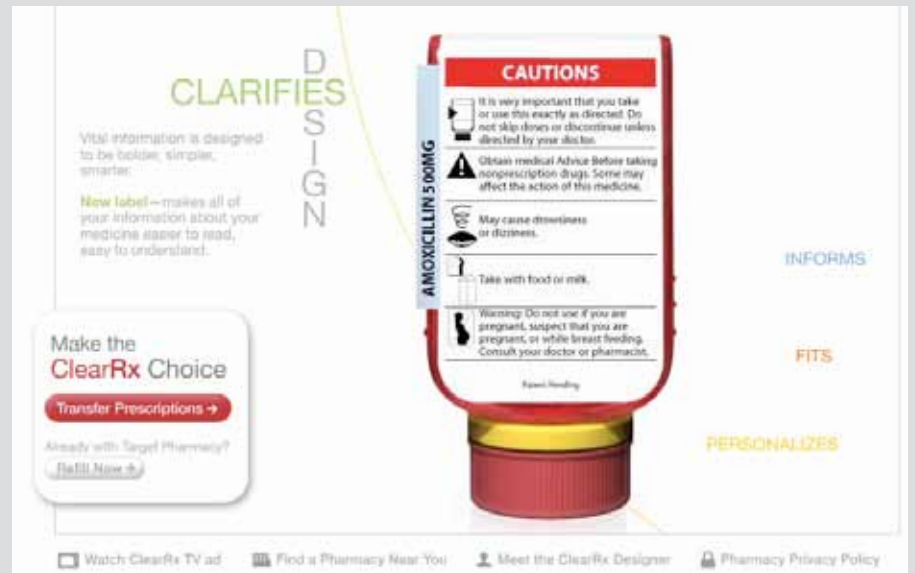 DESIGN
CLARIFIES
Vital information is designed
to be bolder, simpler,
smarter.
New label—makes all of
your information about your
medicine easier to read,
easy to understand.
Make the
ClearRx Choice
Transfer Prescriptions →
Already with Target Pharmacy?
Refill Now →
AMOXICILLIN 500MG
CAUTIONS
It is very important that you take
or use this exactly as directed. Do
not skip doses or discontinue unless
directed by your doctor.
Obtain medical Advice Before taking
nonprescription drugs. Some may
affect the action of this medicine.
May cause drowsiness
or dizziness.
Take with food or milk.
Warning: Do not use if you are
pregnant, suspect that you are
pregnant, or while breast feeding.
Consult your doctor or pharmacist.
Patent Pending
INFORMS
FITS
PERSONALIZES
Watch ClearRx TV ad
Find a Pharmacy Near You
Meet the ClearRx Designer
Pharmacy Privacy Policy